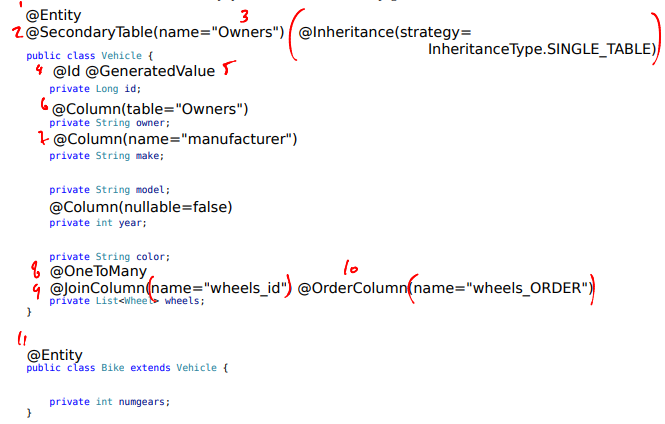 1
@Entity 3
2 @SecondaryTable(name="Owners") (@Inheritance(strategy=
InheritanceType.SINGLE_TABLE))
public class Vehicle {
4 @Id @GeneratedValue 5
private Long id;
6 @Column(table="Owners")
private String owner;
7 @Column(name="manufacturer")
private String make;
private String model;
@Column(nullable=false)
private int year;
private String color;
8 @OneToMany 10
9 @JoinColumn(name="wheels_id") @OrderColumn(name="wheels_ORDER")
private List<Wheel> wheels;
}
11
@Entity
public class Bike extends Vehicle {
private int numgears;
}